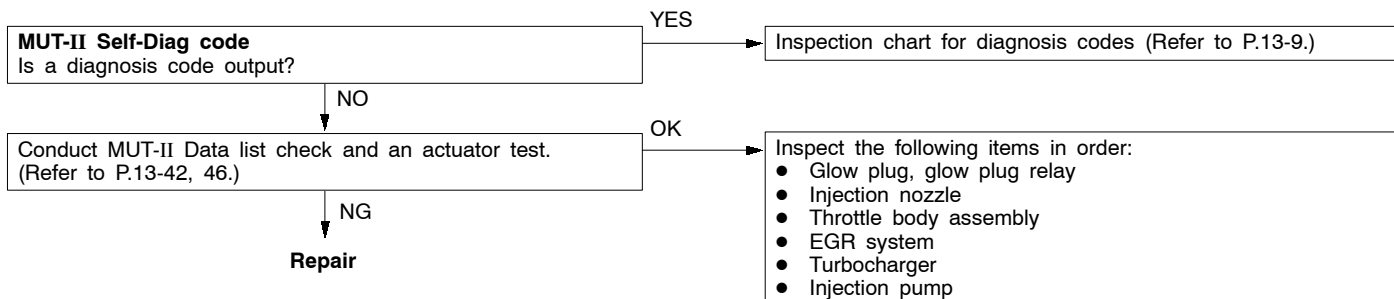 YES
MUT-II Self-Diag code
Is a diagnosis code output?
Inspection chart for diagnosis codes (Refer to P.13-9.)
NO
OK
Conduct MUT-II Data list check and an actuator test.
(Refer to P.13-42, 46.)
Inspect the following items in order:
● Glow plug, glow plug relay
● Injection nozzle
● Throttle body assembly
● EGR system
● Turbocharger
● Injection pump
NG
Repair